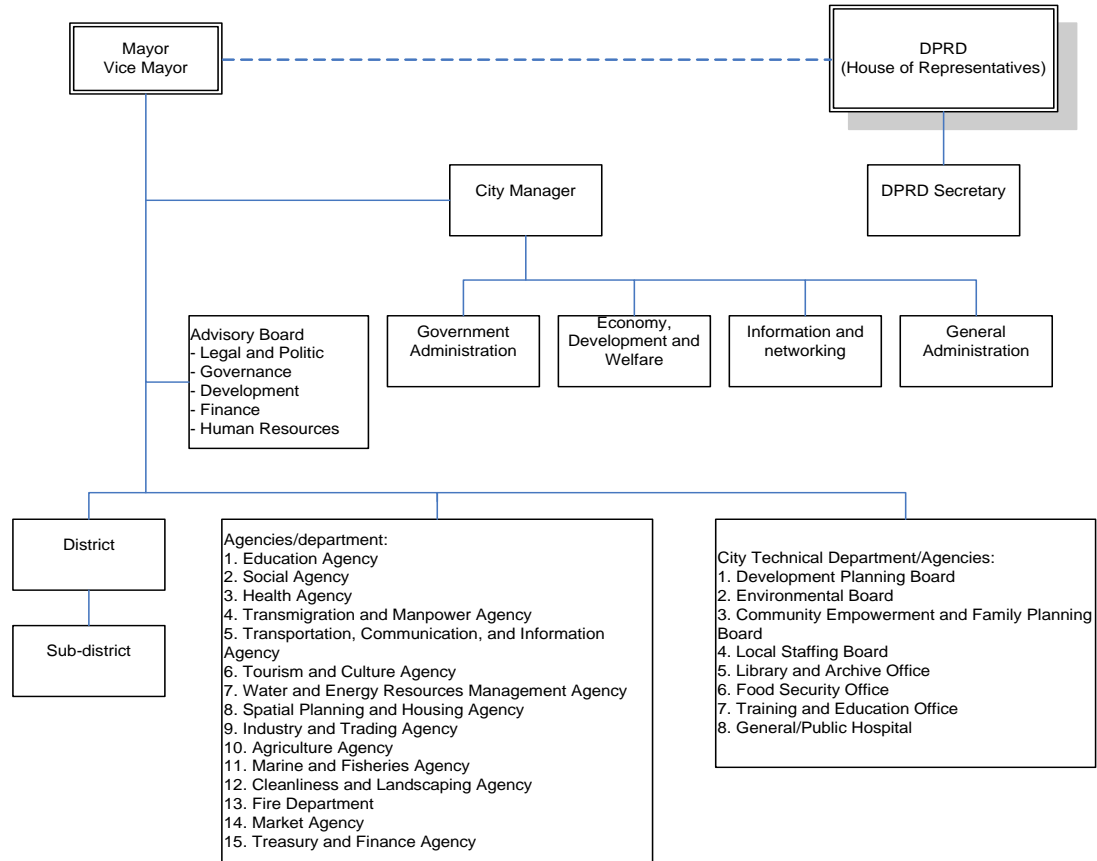 Mayor
Vice Mayor
DPRD
(House of Representatives)
City Manager
DPRD Secretary
Advisory Board
- Legal and Politic
- Governance
- Development
- Finance
- Human Resources
Government
Administration
Economy,
Development and
Welfare
Information and
networking
General
Administration
District
Sub-district
Agencies/department:
1. Education Agency
2. Social Agency
3. Health Agency
4. Transmigration and Manpower Agency
5. Transportation, Communication, and Information
Agency
6. Tourism and Culture Agency
7. Water and Energy Resources Management Agency
8. Spatial Planning and Housing Agency
9. Industry and Trading Agency
10. Agriculture Agency
11. Marine and Fisheries Agency
12. Cleanliness and Landscaping Agency
13. Fire Department
14. Market Agency
15. Treasury and Finance Agency
City Technical Department/Agencies:
1. Development Planning Board
2. Environmental Board
3. Community Empowerment and Family Planning
Board
4. Local Staffing Board
5. Library and Archive Office
6. Food Security Office
7. Training and Education Office
8. General/Public Hospital